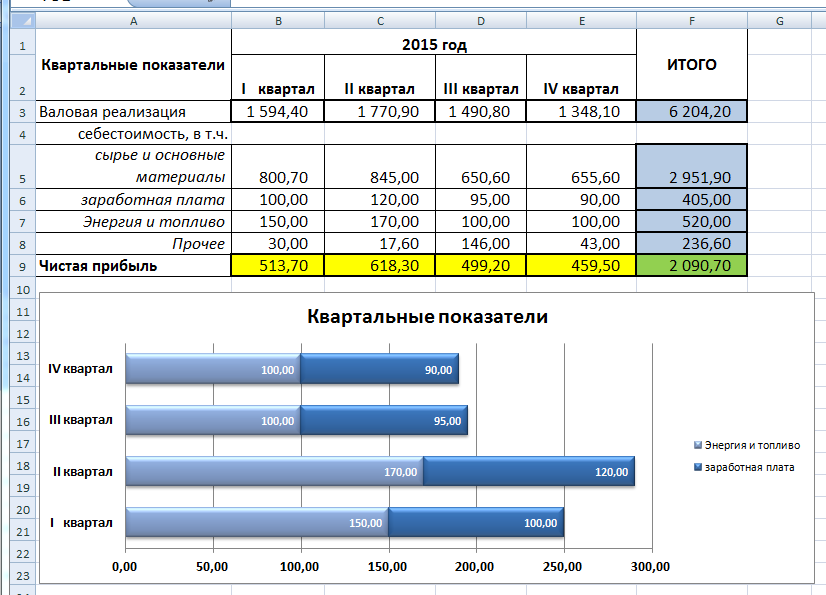 A B C D E F G
1 Квартальные показатели 2015 год ИТОГО
2 I квартал II квартал III квартал IV квартал
3 Валовая реализация 1 594,40 1 770,90 1 490,80 1 348,10 6 204,20
4 себестоимость, в т.ч.
сырье и основные
5 материалы 800,70 845,00 650,60 655,60 2 951,90
6 заработная плата 100,00 120,00 95,00 90,00 405,00
7 Энергия и топливо 150,00 170,00 100,00 100,00 520,00
8 Прочее 30,00 17,60 146,00 43,00 236,60
9 Чистая прибыль 513,70 618,30 499,20 459,50 2 090,70
10
11
12
13
14
15
16
17
18
19
20
21
22
23
Квартальные показатели
IV квартал 100,00 90,00
III квартал 100,00 95,00
II квартал 170,00 120,00
I квартал 150,00 100,00
0,00 50,00 100,00 150,00 200,00 250,00 300,00
Энергия и топливо
заработная плата